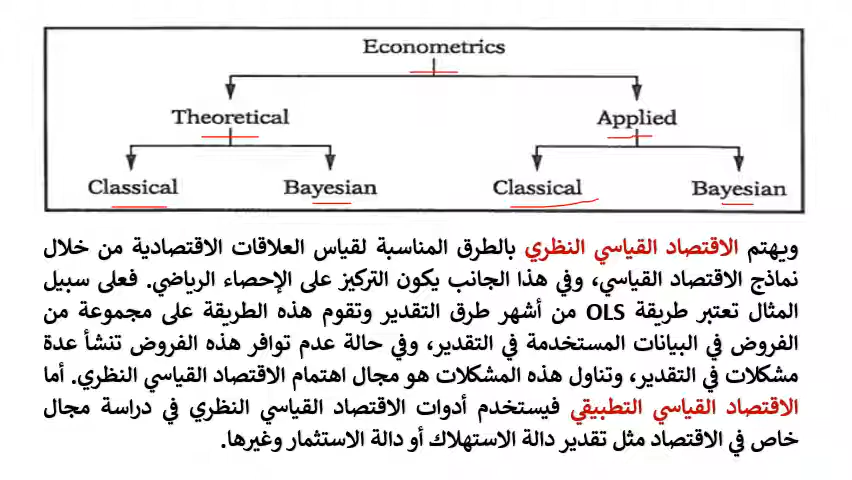 Econometrics
Theoretical Applied
Classical Bayesian Classical Bayesian
ويهتم الاقتصاد القياسي النظري بالطرق المناسبة لقياس العلاقات الاقتصادية من خلال
نماذج الاقتصاد القياسي، وفي هذا الجانب يكون التركيز على الإحصاء الرياضي. فعلى سبيل
المثال تعتبر طريقة OLS من أشهر طرق التقدير وتقوم هذه الطريقة على مجموعة من
الفروض في البيانات المستخدمة في التقدير، وفي حالة عدم توافر هذه الفروض تنشأ عدة
مشكلات في التقدير، وتناول هذه المشكلات هو مجال اهتمام الاقتصاد القياسي النظري. أما
الاقتصاد القياسي التطبيقي فيستخدم أدوات الاقتصاد القياسي النظري في دراسة مجال
خاص في الاقتصاد مثل تقدير دالة الاستهلاك أو دالة الاستثمار وغيرها.